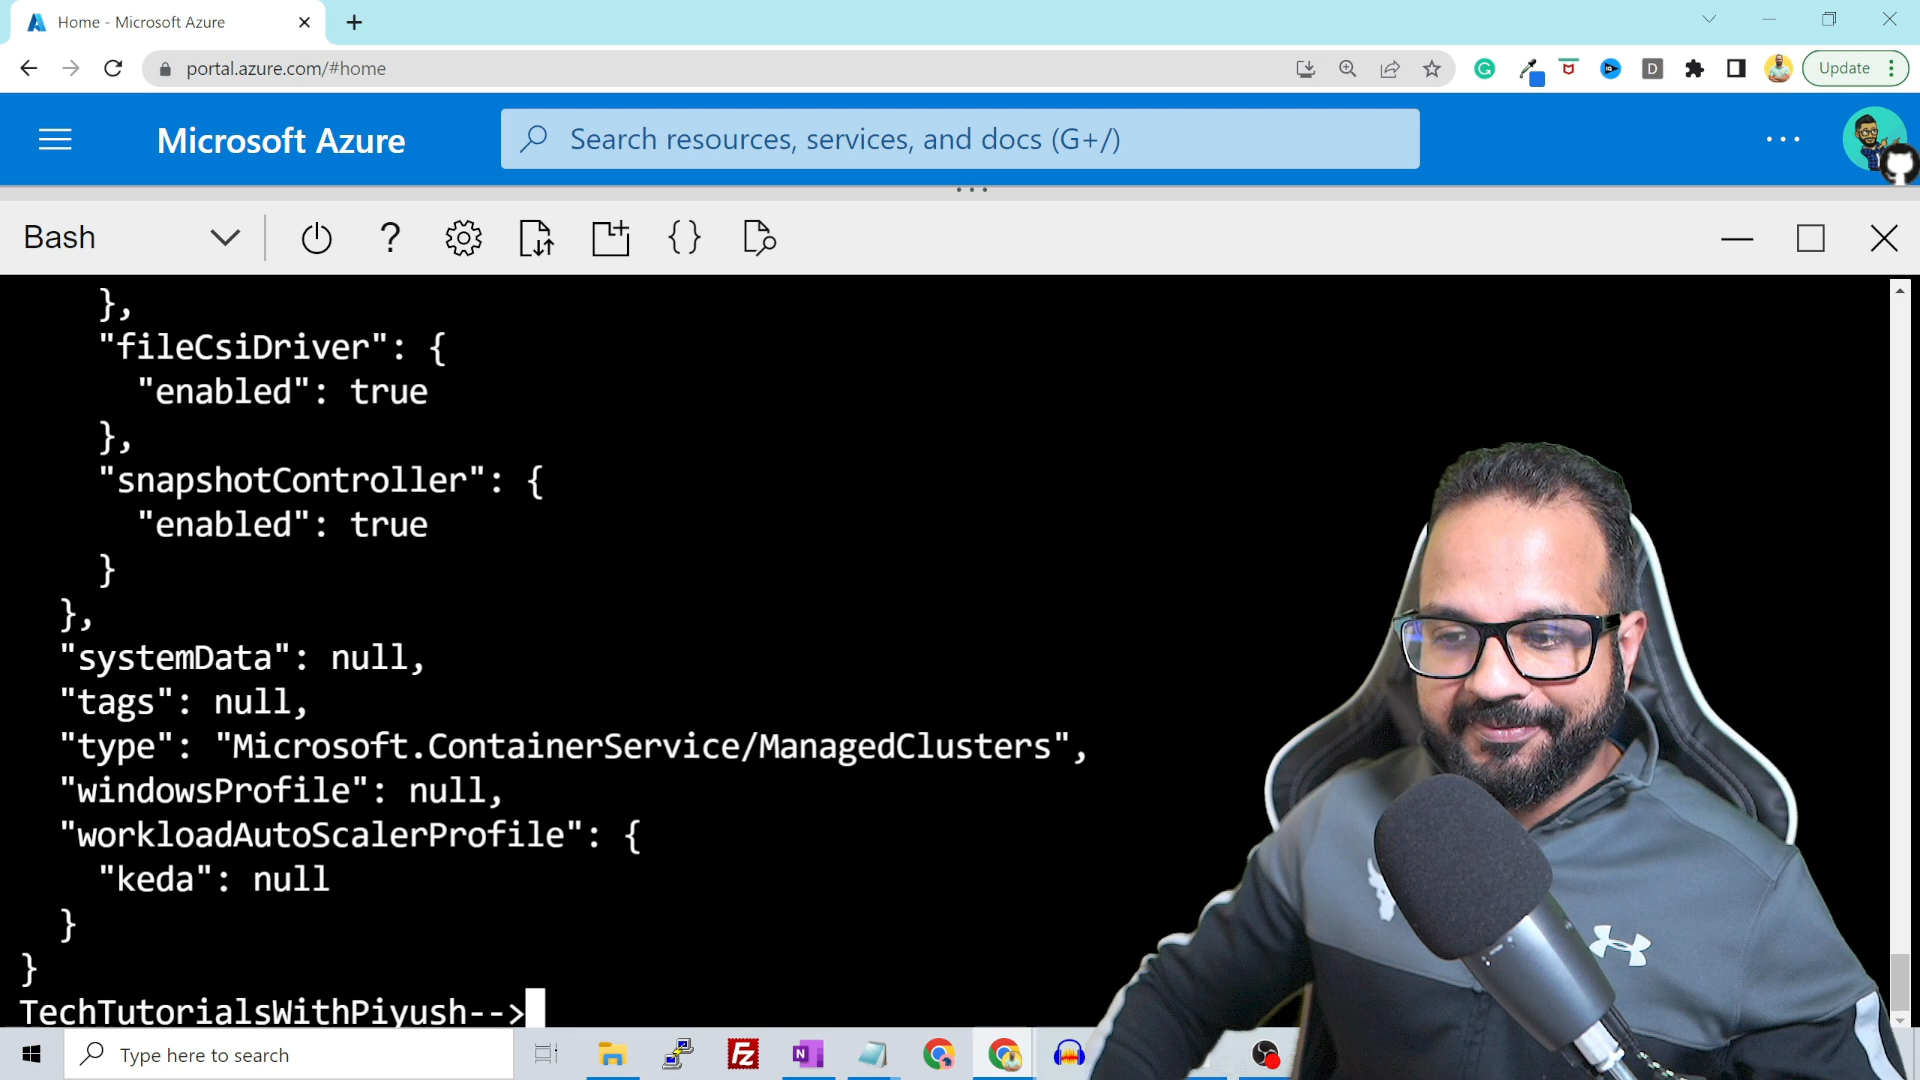 Home - Microsoft Azure
portal.azure.com/#home
Update
Microsoft Azure
Search resources, services, and docs (G+/)
Bash
},
"fileCsiDriver": {
"enabled": true
},
"snapshotController": {
"enabled": true
}
},
"systemData": null,
"tags": null,
"type": "Microsoft.ContainerService/ManagedClusters",
"windowsProfile": null,
"workloadAutoScalerProfile": {
"keda": null
}
}
TechTutorialsWithPiyush-->
Type here to search